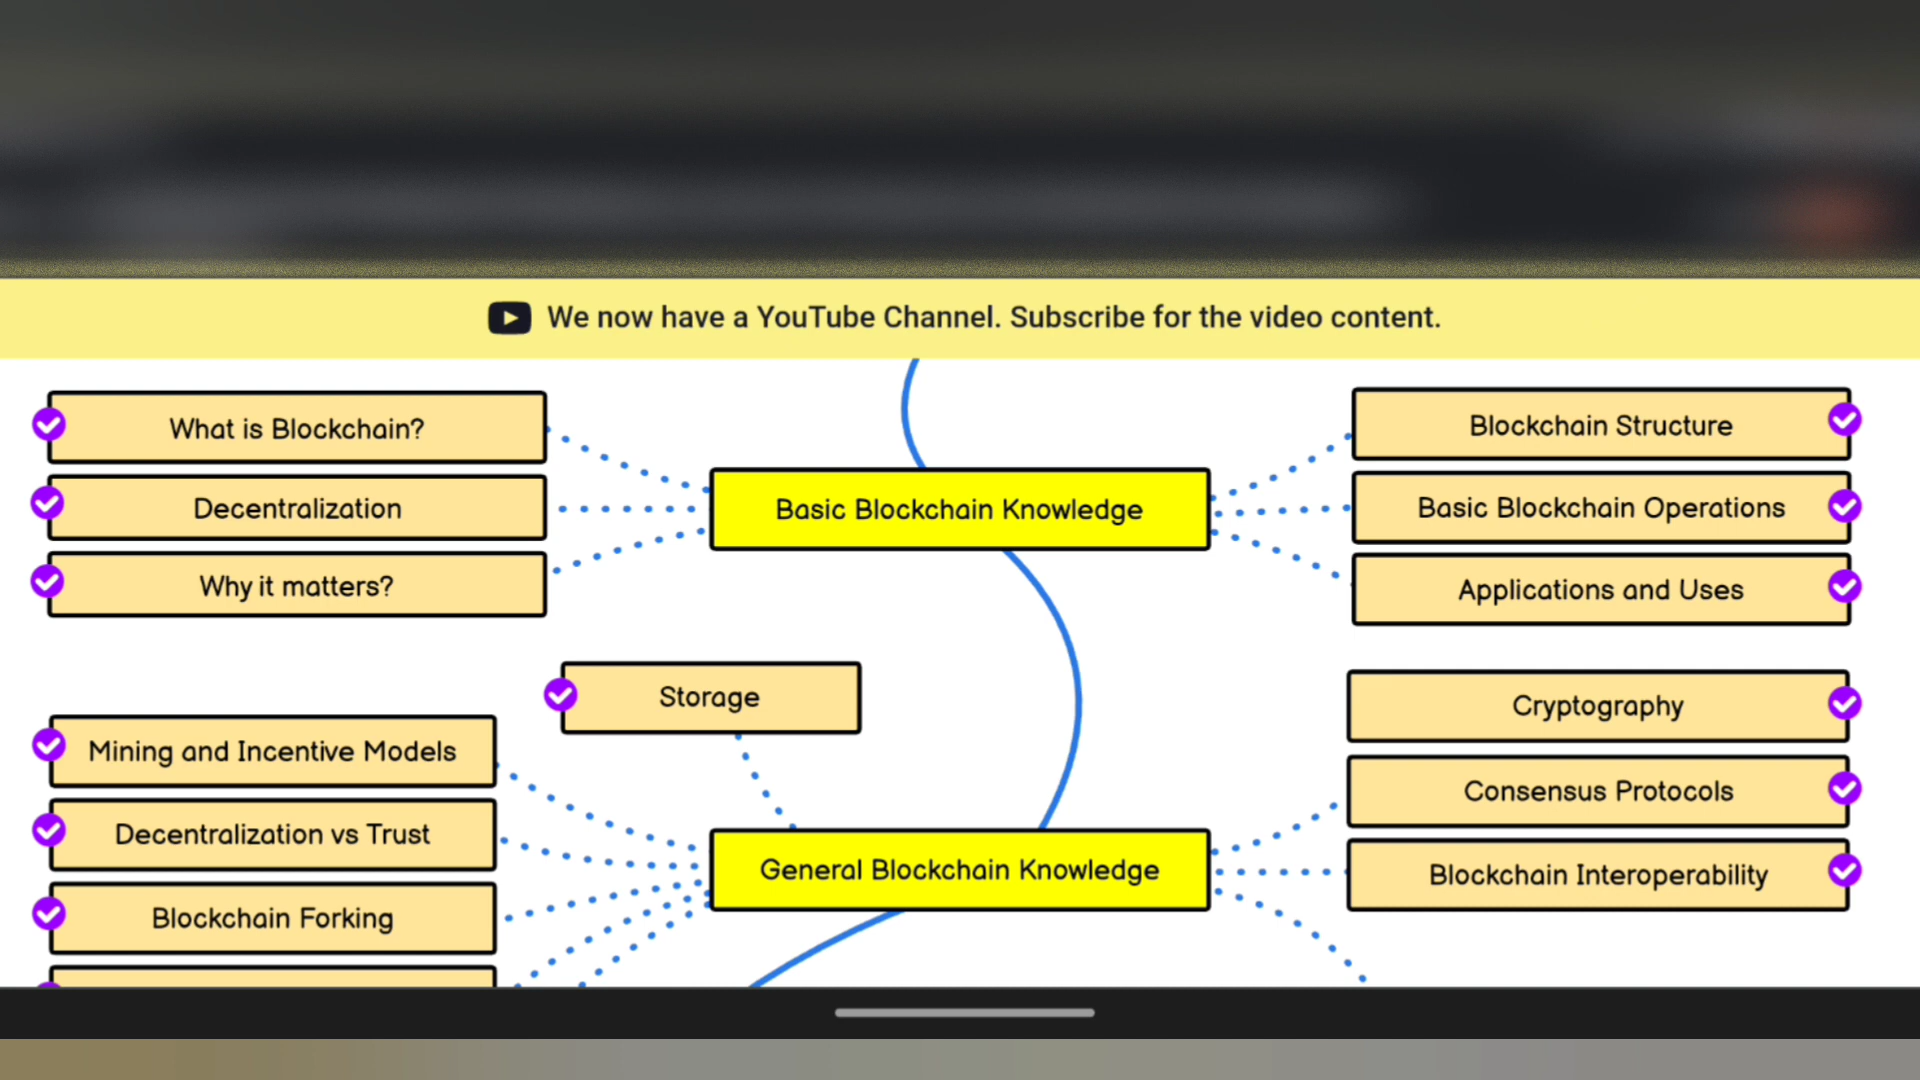 We now have a YouTube Channel. Subscribe for the video content.
What is Blockchain?
Decentralization
Why it matters?
Basic Blockchain Knowledge
Blockchain Structure
Basic Blockchain Operations
Applications and Uses
Storage
Mining and Incentive Models
Decentralization vs Trust
Blockchain Forking
General Blockchain Knowledge
Cryptography
Consensus Protocols
Blockchain Interoperability